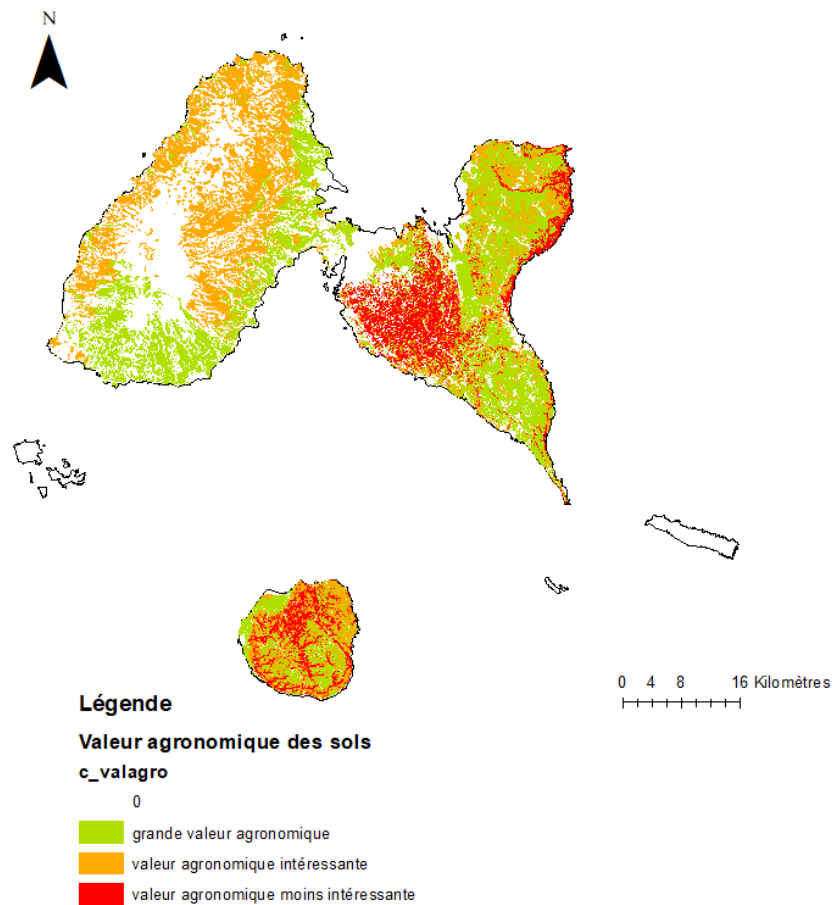 N
0 4 8 16 Kilomètres
Légende
Valeur agronomique des sols
c_valagro
0
grande valeur agronomique
valeur agronomique intéressante
valeur agronomique moins intéressante